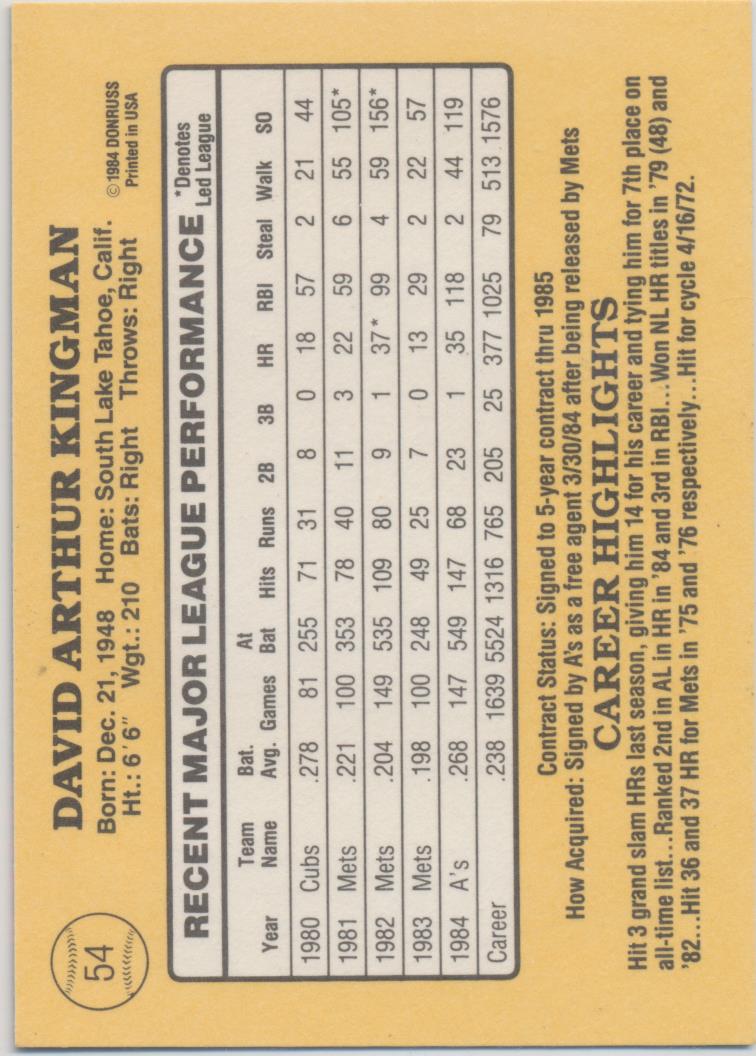 54
DAVID ARTHUR KINGMAN
Born: Dec. 21, 1948 Home: South Lake Tahoe, Calif.
Ht.: 6'6" Wgt.: 210 Bats: Right Throws: Right
© 1984 DONRUSS
Printed in USA
RECENT MAJOR LEAGUE PERFORMANCE
*Denotes
Led League
Year Team Name Bat. Avg. Games At Bat Hits Runs 2B 3B HR RBI Steal Walk SO
1980 Cubs .278 81 255 71 31 8 0 18 57 2 21 44
1981 Mets .221 100 353 78 40 11 3 22 59 6 55 105*
1982 Mets .204 149 535 109 80 9 1 37* 99 4 59 156*
1983 Mets .198 100 248 49 25 7 0 13 29 2 22 57
1984 A's .268 147 549 147 68 23 1 35 118 2 44 119
Career .238 1639 5524 1316 765 205 25 377 1025 79 513 1576
Contract Status: Signed to 5-year contract thru 1985
How Acquired: Signed by A's as a free agent 3/30/84 after being released by Mets
CAREER HIGHLIGHTS
Hit 3 grand slam HRs last season, giving him 14 for his career and tying him for 7th place on
all-time list...Ranked 2nd in AL in HR in '84 and 3rd in RBI...Won NL HR titles in '79 (48) and
'82...Hit 36 and 37 HR for Mets in '75 and '76 respectively...Hit for cycle 4/16/72.